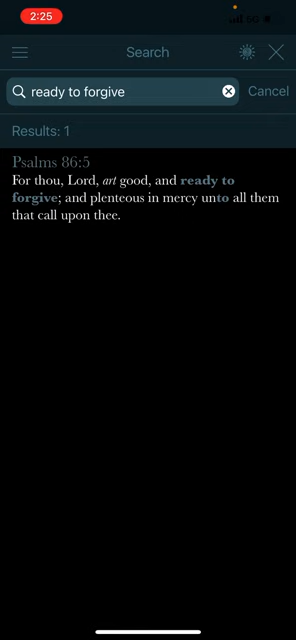 2:25
5G
Search
ready to forgive
Cancel
Results: 1
Psalms 86:5
For thou, Lord, art good, and ready to
forgive; and plenteous in mercy unto all them
that call upon thee.